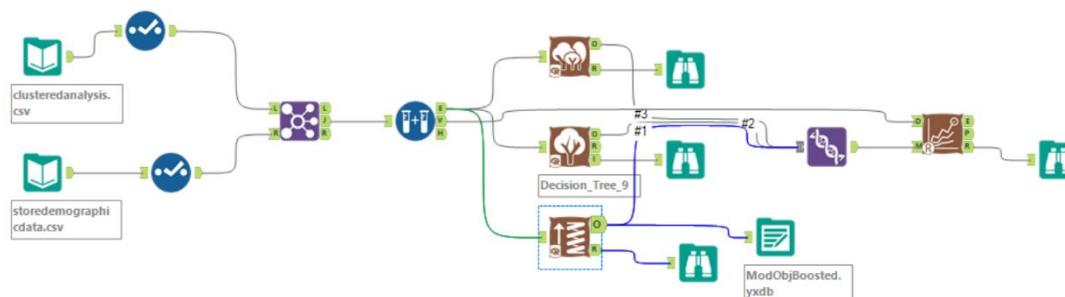 clusteredanalysis.
csv
L
R
L
J
R
storedemographi
cdata.csv
E
V
H
O
R
#3
#1
#2
O
R
I
Decision_Tree_9
D
M
E
P
R
R
O
R
ModObjBoosted.
yxdb